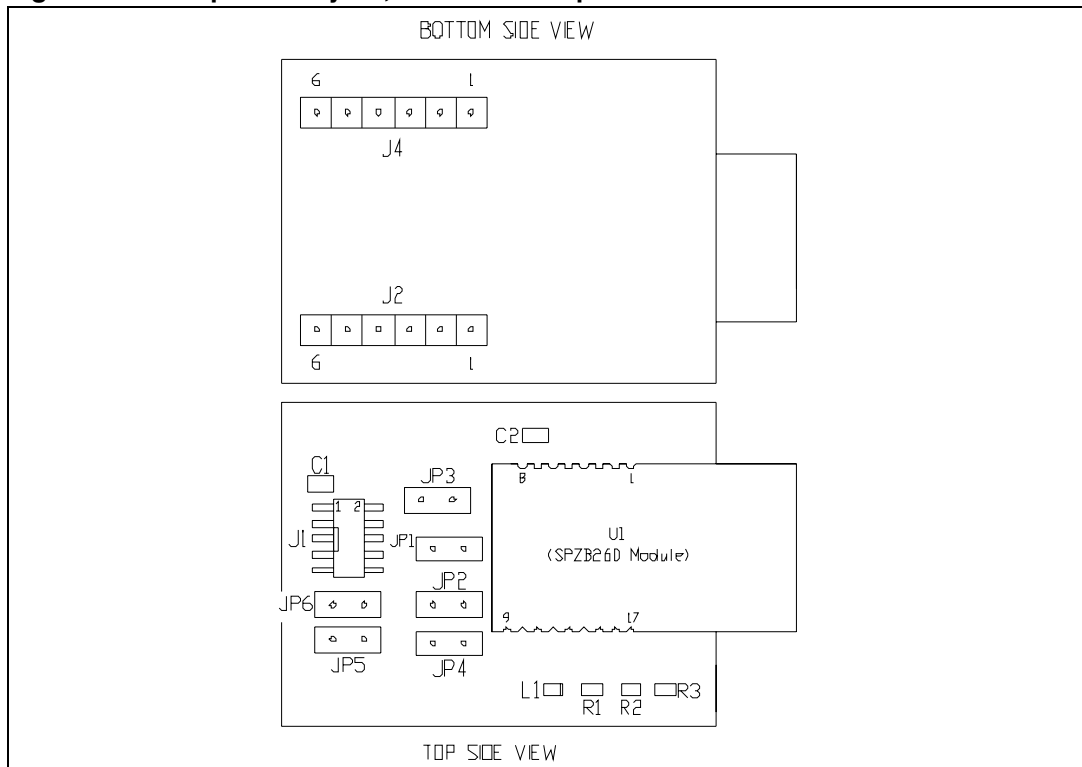 BOTTOM SIDE VIEW
6 1
J4
J2
6 1
C2
C1
JP3
8 1
1 2
J1
JP1
U1
(SPZB260 Module)
JP2
JP6
9 17
JP5
JP4
L1
R1 R2 R3
TOP SIDE VIEW